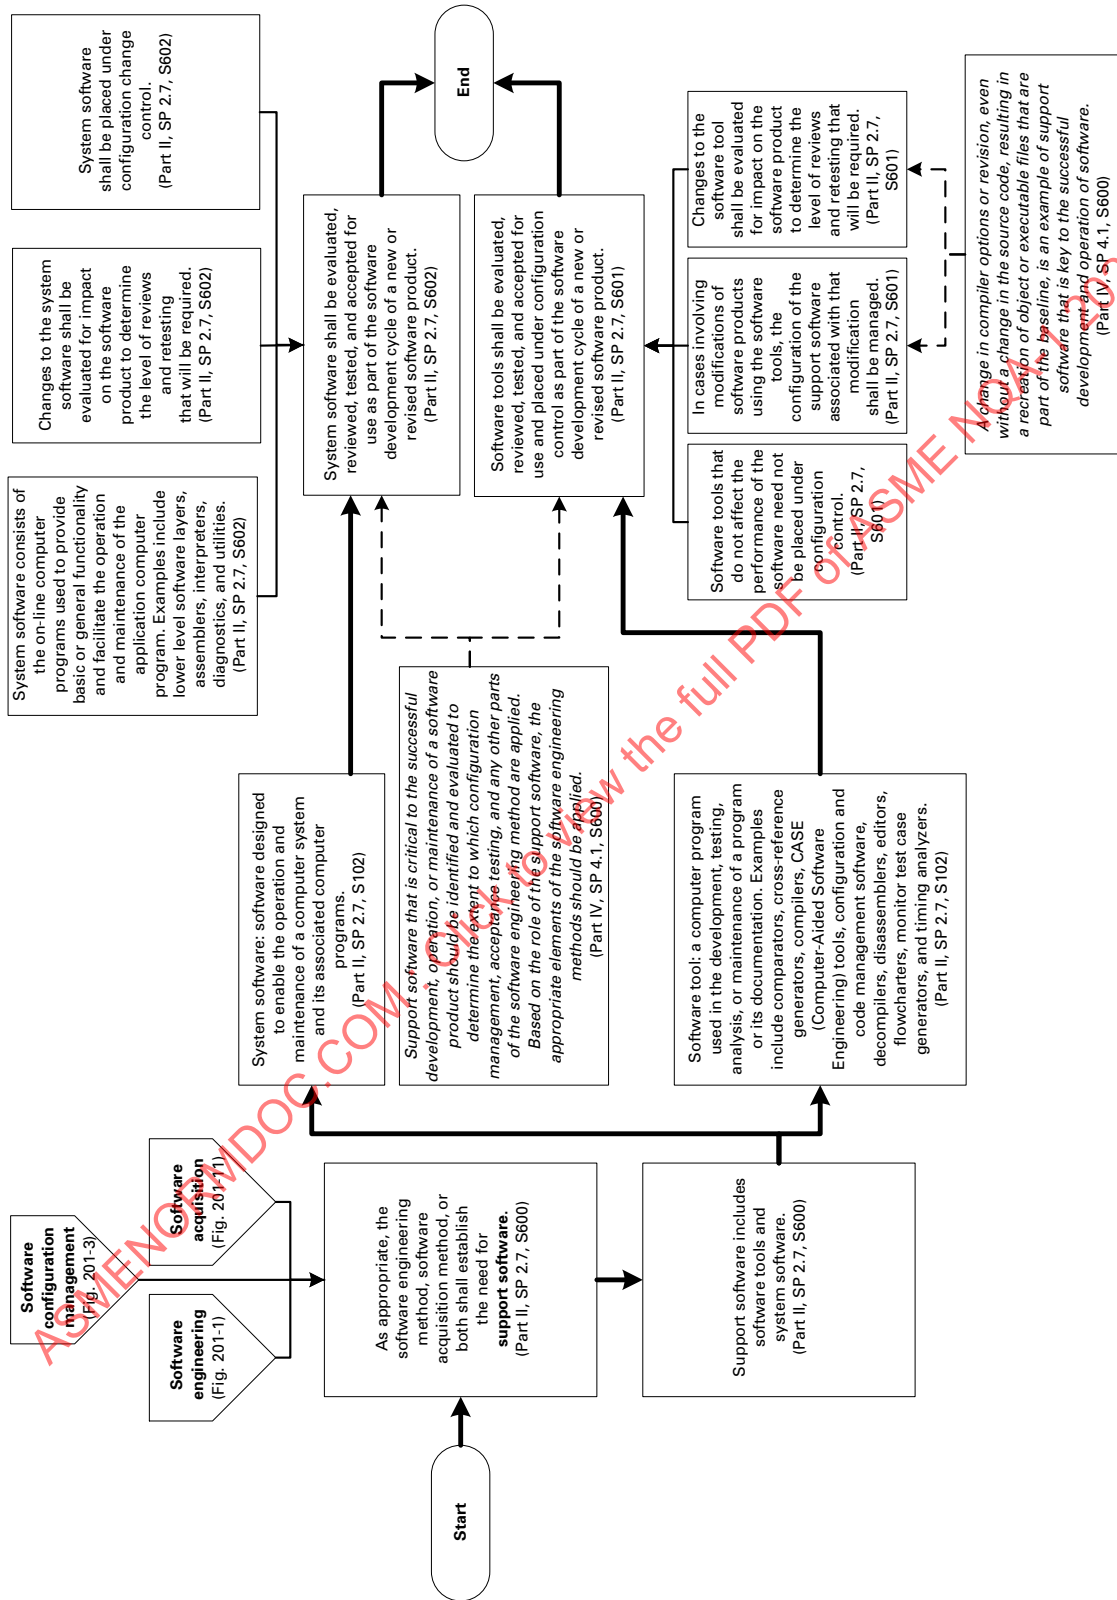 Start
Software
configuration
management
(Fig. 201-3)
Software
engineering
(Fig. 201-1)
Software
acquisition
(Fig. 201-11)
As appropriate, the
software engineering
method, software
acquisition method, or
both shall establish
the need for
support software.
(Part II, SP 2.7, S600)
Support software includes
software tools and
system software.
(Part II, SP 2.7, S600)
System software: software designed
to enable the operation and
maintenance of a computer system
and its associated computer
programs.
(Part II, SP 2.7, S102)
Support software that is critical to the successful
development, operation, or maintenance of a software
product should be identified and evaluated to
determine the extent to which configuration
management, acceptance testing, and any other parts
of the software engineering method are applied.
Based on the role of the support software, the
appropriate elements of the software engineering
methods should be applied.
(Part IV, SP 4.1, S600)
Software tool: a computer program
used in the development, testing,
analysis, or maintenance of a program
or its documentation. Examples
include comparators, cross-reference
generators, compilers, CASE
(Computer-Aided Software
Engineering) tools, configuration and
code management software,
decompilers, disassemblers, editors,
flowcharters, monitor test case
generators, and timing analyzers.
(Part II, SP 2.7, S102)
System software consists of
the on-line computer
programs used to provide
basic or general functionality
and facilitate the operation
and maintenance of the
application computer
program. Examples include
lower level software layers,
assemblers, interpreters,
diagnostics, and utilities.
(Part II, SP 2.7, S602)
Changes to the system
software shall be
evaluated for impact
on the software
product to determine
the level of reviews
and retesting
that will be required.
(Part II, SP 2.7, S602)
System software
shall be placed under
configuration change
control.
(Part II, SP 2.7, S602)
System software shall be evaluated,
reviewed, tested, and accepted for
use as part of the software
development cycle of a new or
revised software product.
(Part II, SP 2.7, S602)
Software tools shall be evaluated,
reviewed, tested, and accepted for
use and placed under configuration
control as part of the software
development cycle of a new or
revised software product.
(Part II, SP 2.7, S601)
End
Software tools that
do not affect the
performance of the
software need not
be placed under
configuration
control.
(Part II, SP 2.7,
S601)
In cases involving
modifications of
software products
using the software
tools, the
configuration of the
support software
associated with that
modification
shall be managed.
(Part II, SP 2.7, S601)
Changes to the
software tool
shall be evaluated
for impact on the
software product
to determine the
level of reviews
and retesting that
will be required.
(Part II, SP 2.7,
S601)
A change in compiler options or revision, even
without a change in the source code, resulting in
a recreation of object or executable files that are
part of the baseline, is an example of support
software that is key to the successful
development and operation of software.
(Part IV, SP 4.1, S600)
ASMENORMDOC.COM : Click to view the full PDF of ASME NQA-1